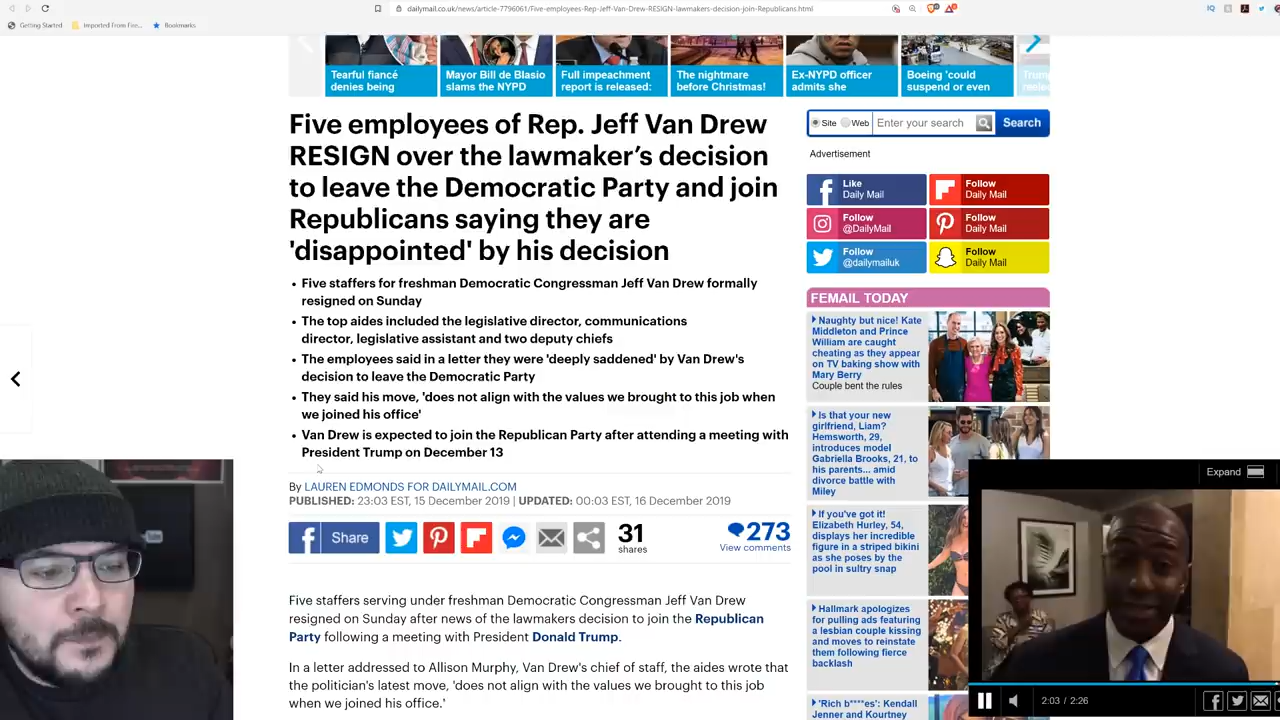 dailymail.co.uk/news/article-7796061/Five-employees-Rep-Jeff-Van-Drew-RESIGN-lawmakers-decision-join-Republicans.html
Getting Started
Imported From Fire...
Bookmarks
IQ
Tearful fiancé
denies being
Mayor Bill de Blasio
slams the NYPD
Full impeachment
report is released:
The nightmare
before Christmas!
Ex-NYPD officer
admits she
Boeing 'could
suspend or even
Five employees of Rep. Jeff Van Drew
RESIGN over the lawmaker's decision
to leave the Democratic Party and join
Republicans saying they are
'disappointed' by his decision
• Five staffers for freshman Democratic Congressman Jeff Van Drew formally
resigned on Sunday
• The top aides included the legislative director, communications
director, legislative assistant and two deputy chiefs
• The employees said in a letter they were 'deeply saddened' by Van Drew's
decision to leave the Democratic Party
• They said his move, 'does not align with the values we brought to this job when
we joined his office'
• Van Drew is expected to join the Republican Party after attending a meeting with
President Trump on December 13
By LAUREN EDMONDS FOR DAILYMAIL.COM
PUBLISHED: 23:03 EST, 15 December 2019 | UPDATED: 00:03 EST, 16 December 2019
Share
31
shares
273
View comments
Five staffers serving under freshman Democratic Congressman Jeff Van Drew
resigned on Sunday after news of the lawmakers decision to join the Republican
Party following a meeting with President Donald Trump.
In a letter addressed to Allison Murphy, Van Drew's chief of staff, the aides wrote that
the politician's latest move, 'does not align with the values we brought to this job
when we joined his office.'
Site Web Enter your search Search
Advertisement
Like
Daily Mail
Follow
Daily Mail
Follow
@DailyMail
Follow
Daily Mail
Follow
@dailymailuk
Follow
Daily Mail
FEMAIL TODAY
Naughty but nice! Kate
Middleton and Prince
William are caught
cheating as they appear
on TV baking show with
Mary Berry
Couple bent the rules
Is that your new
girlfriend, Liam?
Hemsworth, 29,
introduces model
Gabriella Brooks, 21, to
his parents... amid
divorce battle with
Miley
If you've got it!
Elizabeth Hurley, 54,
displays her incredible
figure in a striped bikini
as she poses by the
pool in sultry snap
Hallmark apologizes
for pulling ads featuring
a lesbian couple kissing
and moves to reinstate
them following fierce
backlash
'Rich b****es': Kendall
Jenner and Kourtney
Expand
2:03 / 2:26